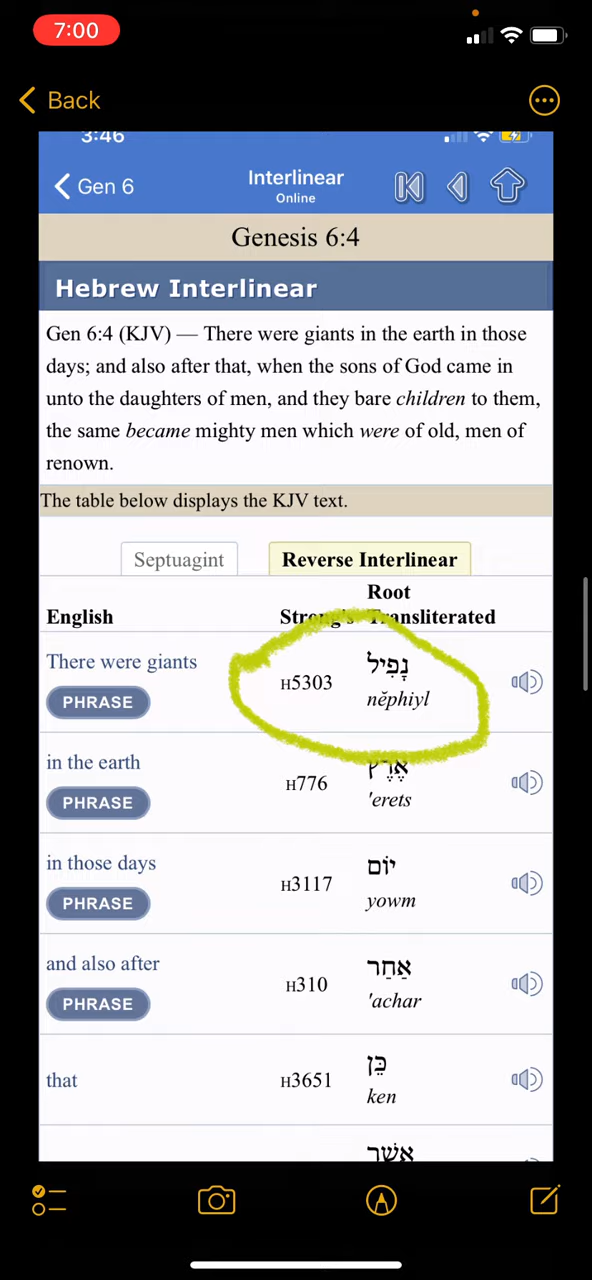 7:00
Back
3:46
Gen 6
Interlinear
Online
Genesis 6:4
Hebrew Interlinear
Gen 6:4 (KJV) — There were giants in the earth in those
days; and also after that, when the sons of God came in
unto the daughters of men, and they bare children to them,
the same became mighty men which were of old, men of
renown.
The table below displays the KJV text.
Septuagint Reverse Interlinear
Root
English Strong's Transliterated
There were giants H5303 נָפִיל
PHRASE nĕphiyl
in the earth H776 אֶרֶץ
PHRASE 'erets
in those days H3117 יוֹם
PHRASE yowm
and also after H310 אַחַר
PHRASE 'achar
that H3651 כֵּן
ken
אֲשֶׁר